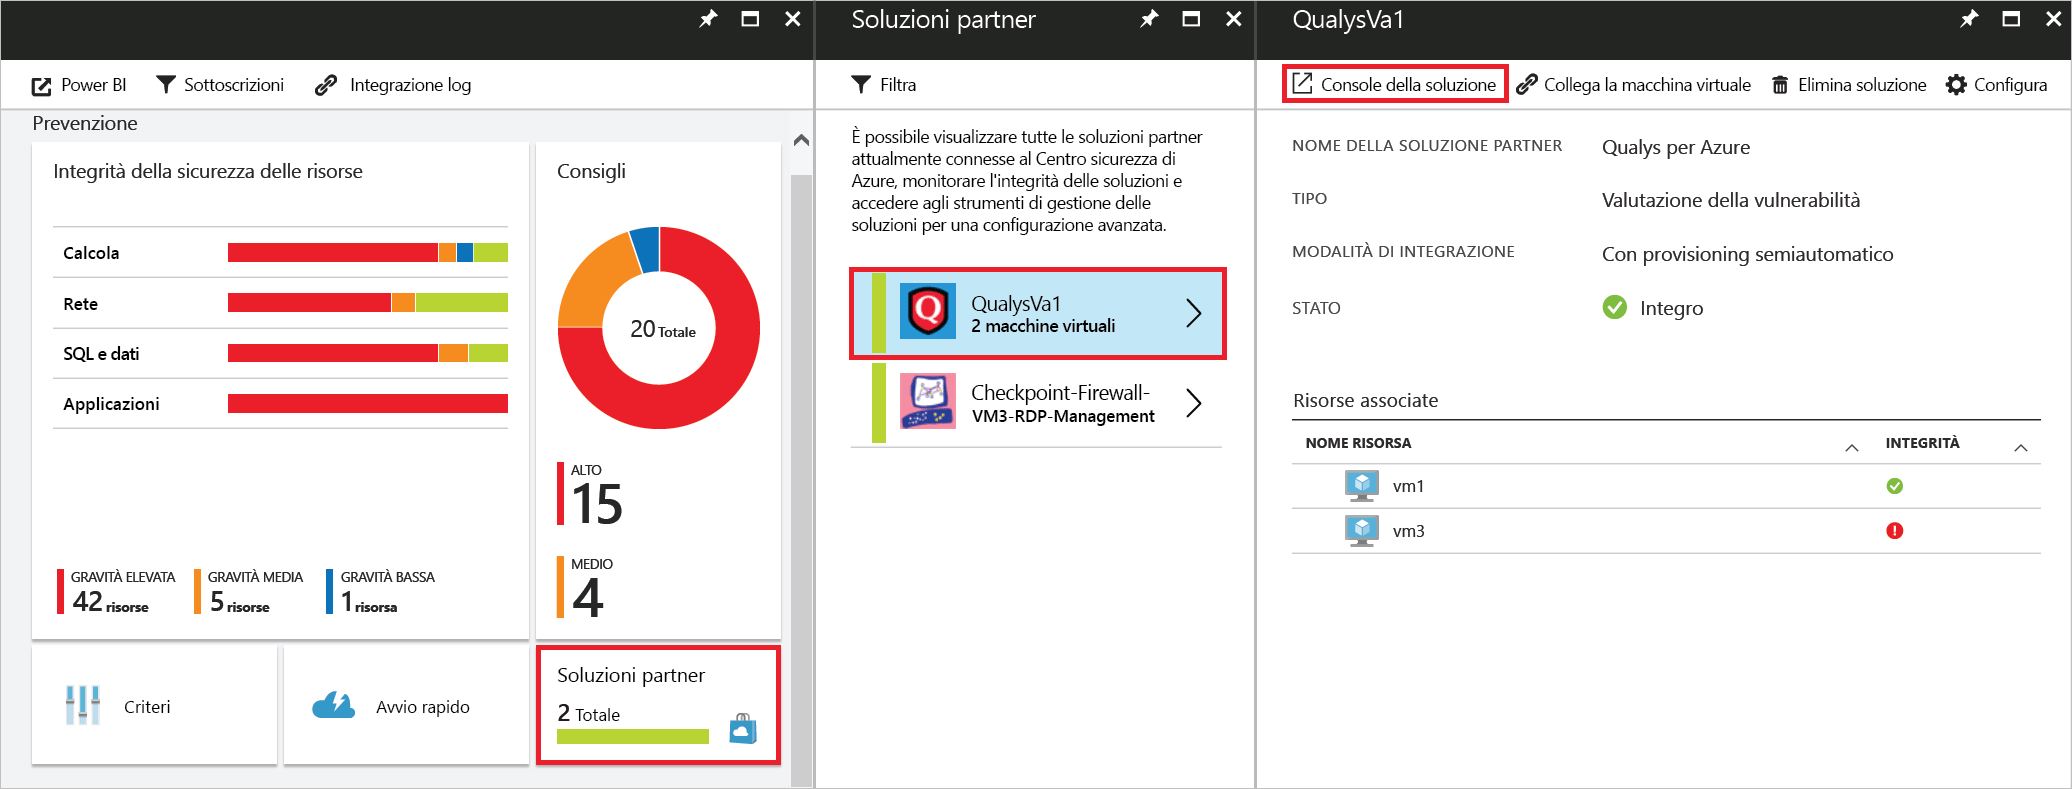 Power BI
Sottoscrizioni
Integrazione log
Prevenzione
Integrità della sicurezza delle risorse
Calcola
Rete
SQL e dati
Applicazioni
GRAVITÀ ELEVATA
42 risorse
GRAVITÀ MEDIA
5 risorse
GRAVITÀ BASSA
1 risorsa
Consigli
20 Totale
ALTO
15
MEDIO
4
Criteri
Avvio rapido
Soluzioni partner
2 Totale
Soluzioni partner
Filtra
È possibile visualizzare tutte le soluzioni partner
attualmente connesse al Centro sicurezza di
Azure, monitorare l'integrità delle soluzioni e
accedere agli strumenti di gestione delle
soluzioni per una configurazione avanzata.
Q
QualysVa1
2 macchine virtuali
Checkpoint-Firewall-
VM3-RDP-Management
QualysVa1
Console della soluzione
Collega la macchina virtuale
Elimina soluzione
Configura
NOME DELLA SOLUZIONE PARTNER
Qualys per Azure
TIPO
Valutazione della vulnerabilità
MODALITÀ DI INTEGRAZIONE
Con provisioning semiautomatico
STATO
Integro
Risorse associate
NOME RISORSA
INTEGRITÀ
vm1
vm3